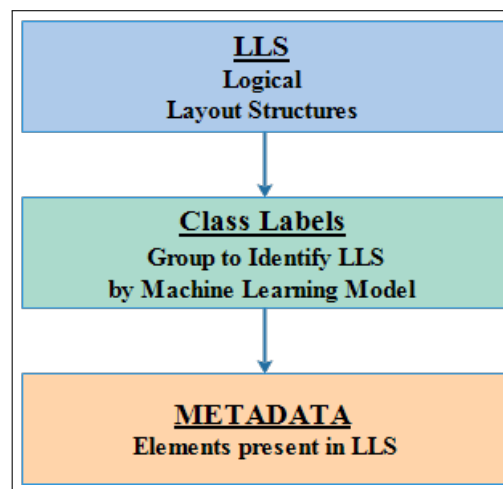 LLS
Logical
Layout Structures
Class Labels
Group to Identify LLS
by Machine Learning Model
METADATA
Elements present in LLS